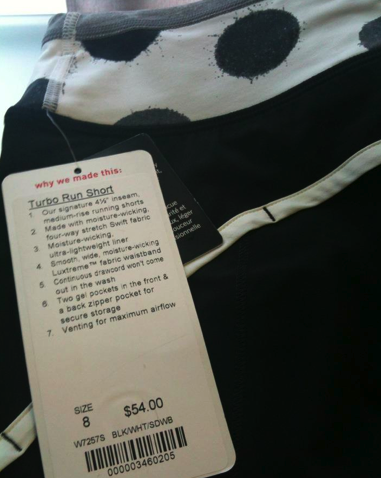 why we made this:
Turbo Run Short
1. Our signature 4½" inseam,
medium-rise running shorts
2. Made with moisture-wicking,
four-way stretch Swift fabric
3. Moisture-wicking,
ultra-lightweight liner
4. Smooth, wide, moisture-wicking
Luxtreme™ fabric waistband
5. Continuous drawcord won't come
out in the wash
6. Two gel pockets in the front &
a back zipper pocket for
secure storage
7. Venting for maximum airflow
SIZE
8
$54.00
W7257S BLK/WHT/SDWB
000003460205